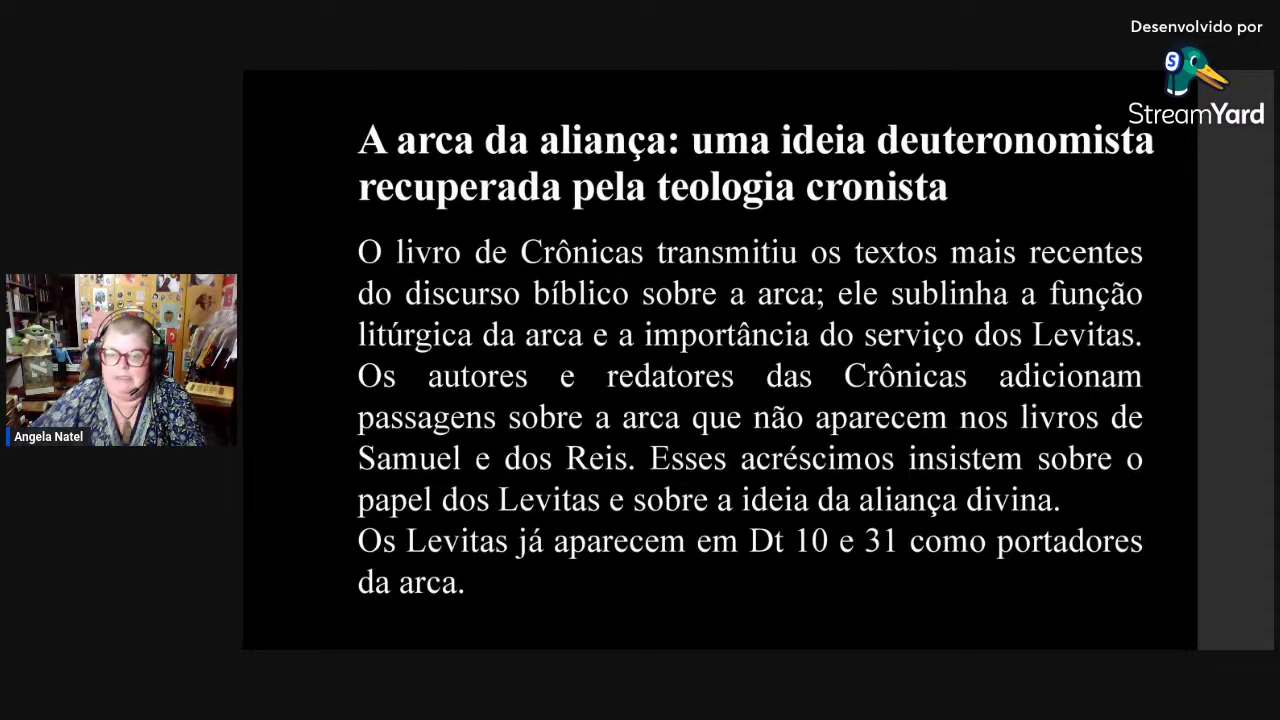 Desenvolvido por
StreamYard
A arca da aliança: uma ideia deuteronomista
recuperada pela teologia cronista
O livro de Crônicas transmitiu os textos mais recentes
do discurso bíblico sobre a arca; ele sublinha a função
litúrgica da arca e a importância do serviço dos Levitas.
Os autores e redatores das Crônicas adicionam
passagens sobre a arca que não aparecem nos livros de
Samuel e dos Reis. Esses acréscimos insistem sobre o
papel dos Levitas e sobre a ideia da aliança divina.
Os Levitas já aparecem em Dt 10 e 31 como portadores
da arca.
Angela Natel